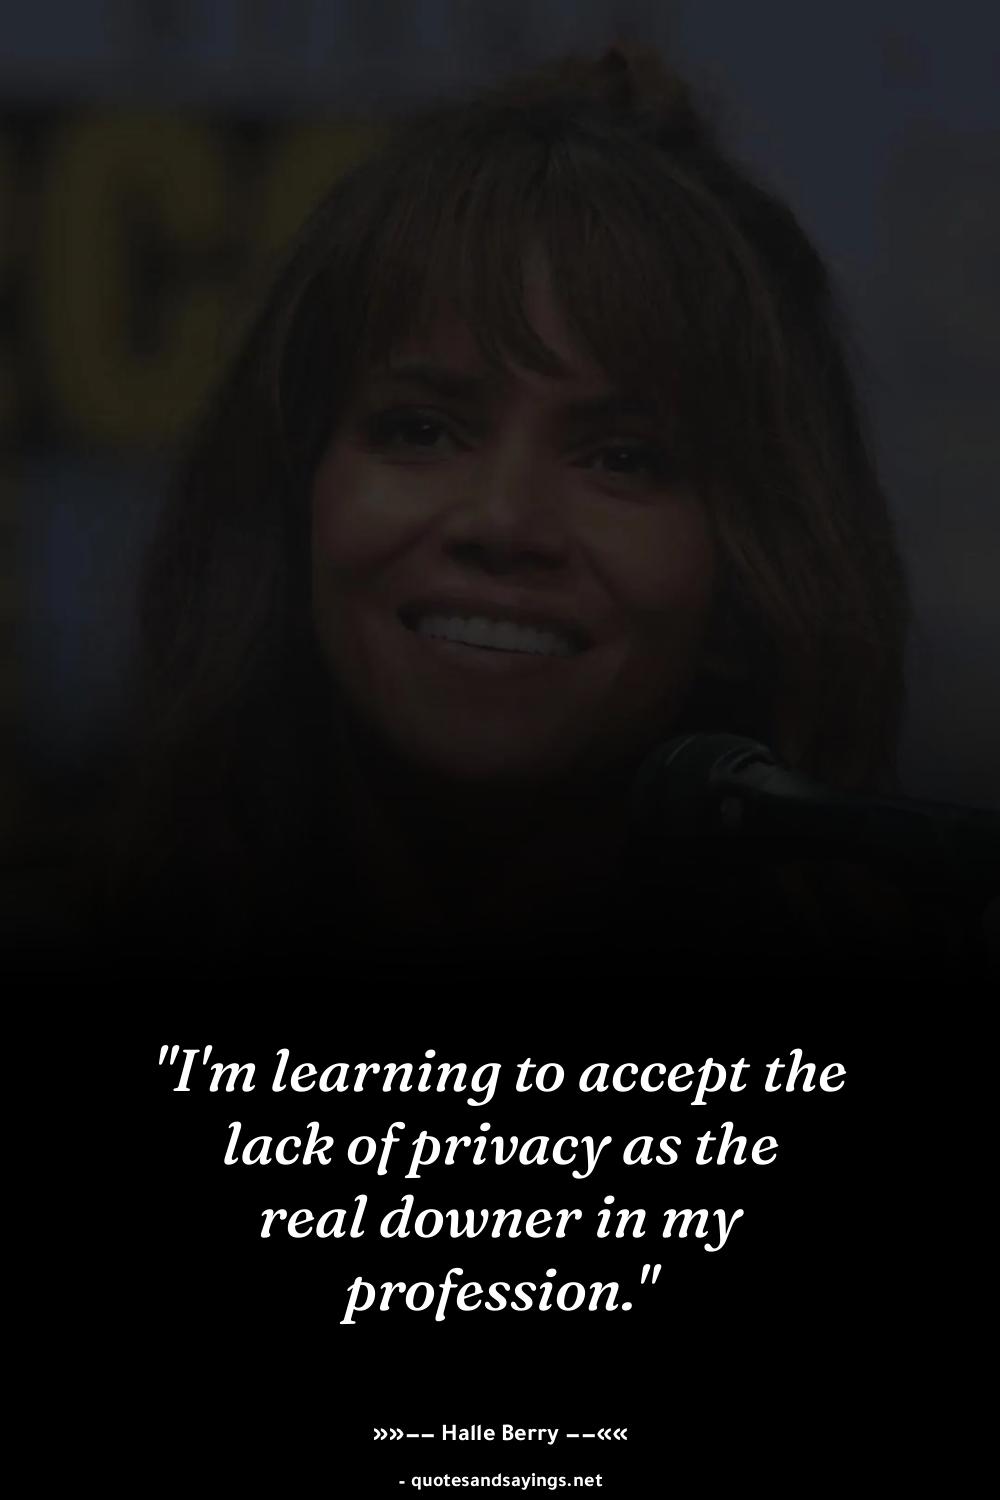 "I'm learning to accept the
lack of privacy as the
real downer in my
profession."
»»–– Halle Berry ––««
- quotesandsayings.net